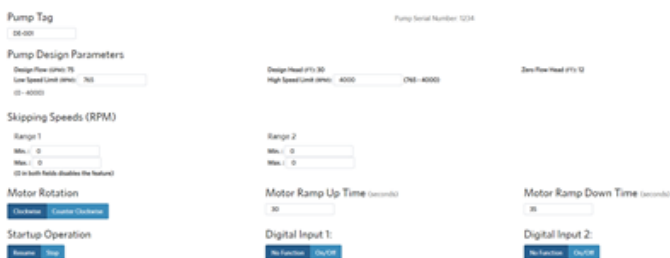 Pump Tag
Pump Serial Number 1234
DE-001
Pump Design Parameters
Design Flow (GPM): 75
Design Head (FT): 30
Zero Flow Head (FT): 12
Low Speed Limit (RPM): 765
High Speed Limit (RPM): 4000 (765 - 4000)
(0 - 4000)
Skipping Speeds (RPM)
Range 1
Range 2
Min. : 0
Min. : 0
Max. : 0
Max. : 0
(0 in both fields disables the feature)
Motor Rotation
Motor Ramp Up Time (seconds)
Motor Ramp Down Time (seconds)
Clockwise Counter Clockwise
30
35
Startup Operation
Digital Input 1:
Digital Input 2:
Resume Stop
No Function On/Off
No Function On/Off